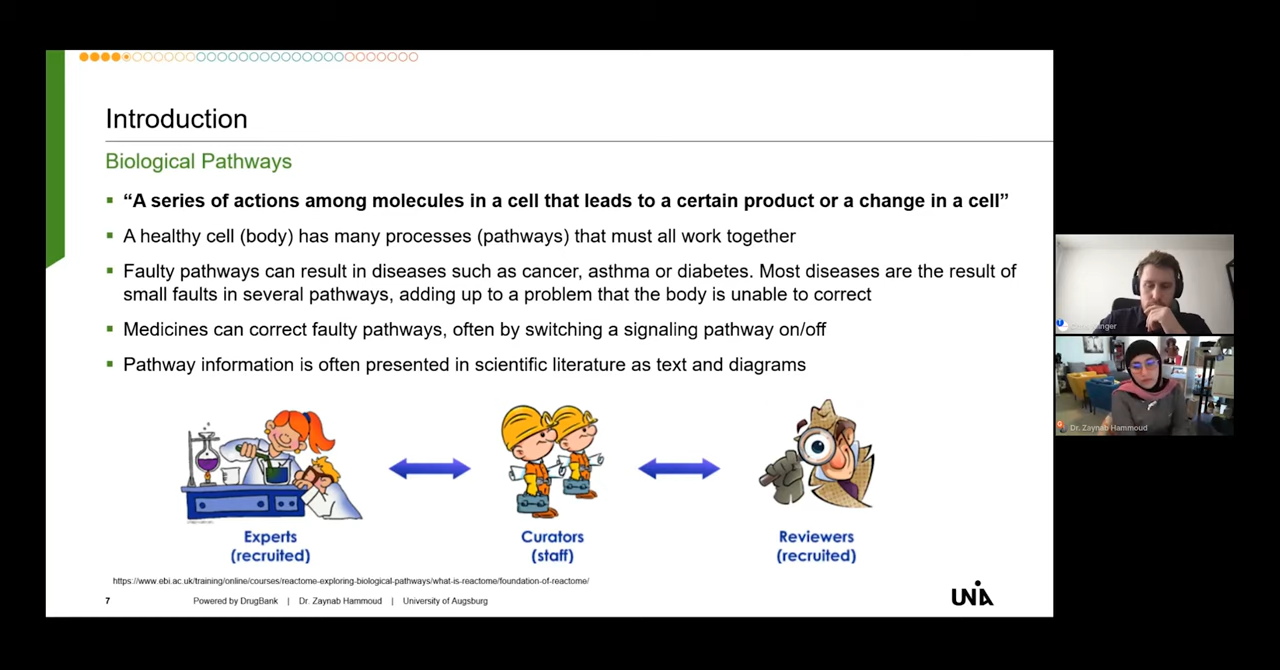 Introduction
Biological Pathways
▪ “A series of actions among molecules in a cell that leads to a certain product or a change in a cell”
▪ A healthy cell (body) has many processes (pathways) that must all work together
▪ Faulty pathways can result in diseases such as cancer, asthma or diabetes. Most diseases are the result of
small faults in several pathways, adding up to a problem that the body is unable to correct
▪ Medicines can correct faulty pathways, often by switching a signaling pathway on/off
▪ Pathway information is often presented in scientific literature as text and diagrams
Experts
(recruited)
Curators
(staff)
Reviewers
(recruited)
https://www.ebi.ac.uk/training/online/courses/reactome-exploring-biological-pathways/what-is-reactome/foundation-of-reactome/
7 Powered by DrugBank | Dr. Zaynab Hammoud | University of Augsburg
UNIA
Dr. Zaynab Hammoud